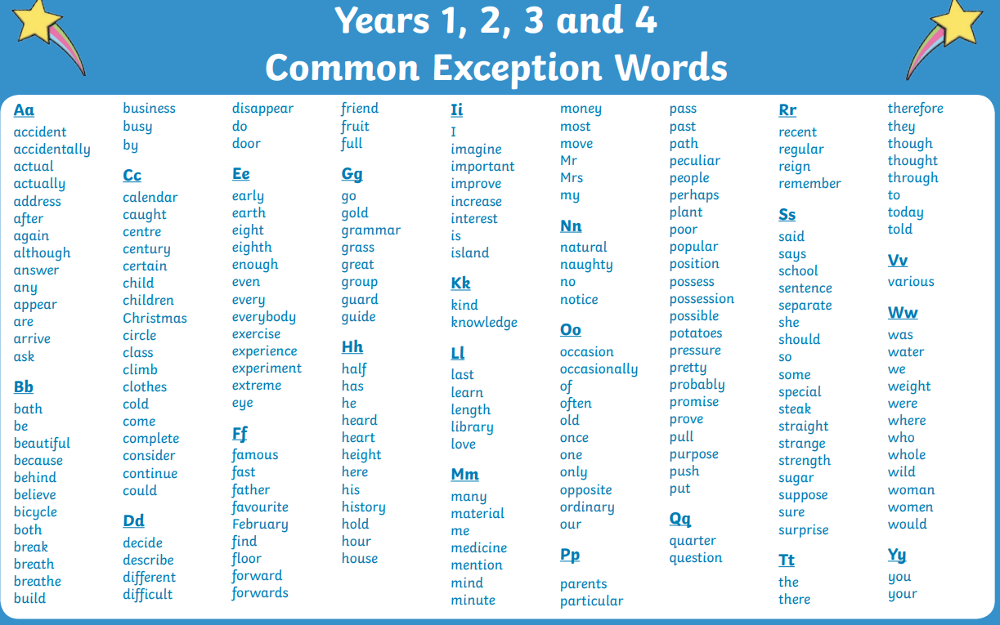 Years 1, 2, 3 and 4
Common Exception Words
Aa
accident
accidentally
actual
actually
address
after
again
although
answer
any
appear
are
arrive
ask
Bb
bath
be
beautiful
because
behind
believe
bicycle
both
break
breath
breathe
build
business
busy
by
Cc
calendar
caught
centre
century
certain
child
children
Christmas
circle
class
climb
clothes
cold
come
complete
consider
continue
could
Dd
decide
describe
different
difficult
disappear
do
door
Ee
early
earth
eight
eighth
enough
even
every
everybody
exercise
experience
experiment
extreme
eye
Ff
famous
fast
father
favourite
February
find
floor
forward
forwards
friend
fruit
full
Gg
go
gold
grammar
grass
great
group
guard
guide
Hh
half
has
he
heard
heart
height
here
his
history
hold
hour
house
Ii
I
imagine
important
improve
increase
interest
is
island
Kk
kind
knowledge
Ll
last
learn
length
library
love
Mm
many
material
me
medicine
mention
mind
minute
money
most
move
Mr
Mrs
my
Nn
natural
naughty
no
notice
Oo
occasion
occasionally
of
often
old
once
one
only
opposite
ordinary
our
Pp
parents
particular
pass
past
path
peculiar
people
perhaps
plant
poor
popular
position
possess
possession
possible
potatoes
pressure
pretty
probably
promise
prove
pull
purpose
push
put
Qq
quarter
question
Rr
recent
regular
reign
remember
Ss
said
says
school
sentence
separate
she
should
so
some
special
steak
straight
strange
strength
sugar
suppose
sure
surprise
Tt
the
there
therefore
they
though
thought
through
to
today
told
Vv
various
Ww
was
water
we
weight
were
where
who
whole
wild
woman
women
would
Yy
you
your